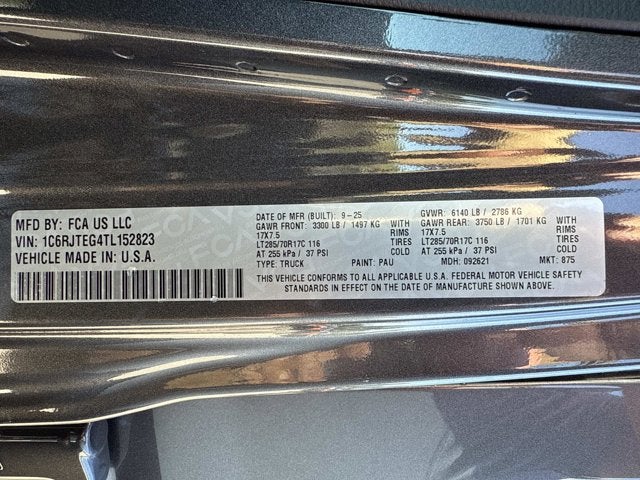 MFD BY: FCA US LLC
VIN: 1C6RJTEG4TL152823
VEHICLE MADE IN: U.S.A.
DATE OF MFR (BUILT): 9-25 GVWR: 6140 LB / 2786 KG
GAWR FRONT: 3300 LB / 1497 KG WITH GAWR REAR: 3750 LB / 1701 KG WITH
17X7.5 RIMS 17X7.5 RIMS
LT285/70R17C 116 TIRES LT285/70R17C 116 TIRES
AT 255 kPa / 37 PSI COLD AT 255 kPa / 37 PSI COLD
TYPE: TRUCK PAINT: PAU MDH: 092621 MKT: 875
THIS VEHICLE CONFORMS TO ALL APPLICABLE U.S.A. FEDERAL MOTOR VEHICLE SAFETY
STANDARDS IN EFFECT ON THE DATE OF MANUFACTURE SHOWN ABOVE.